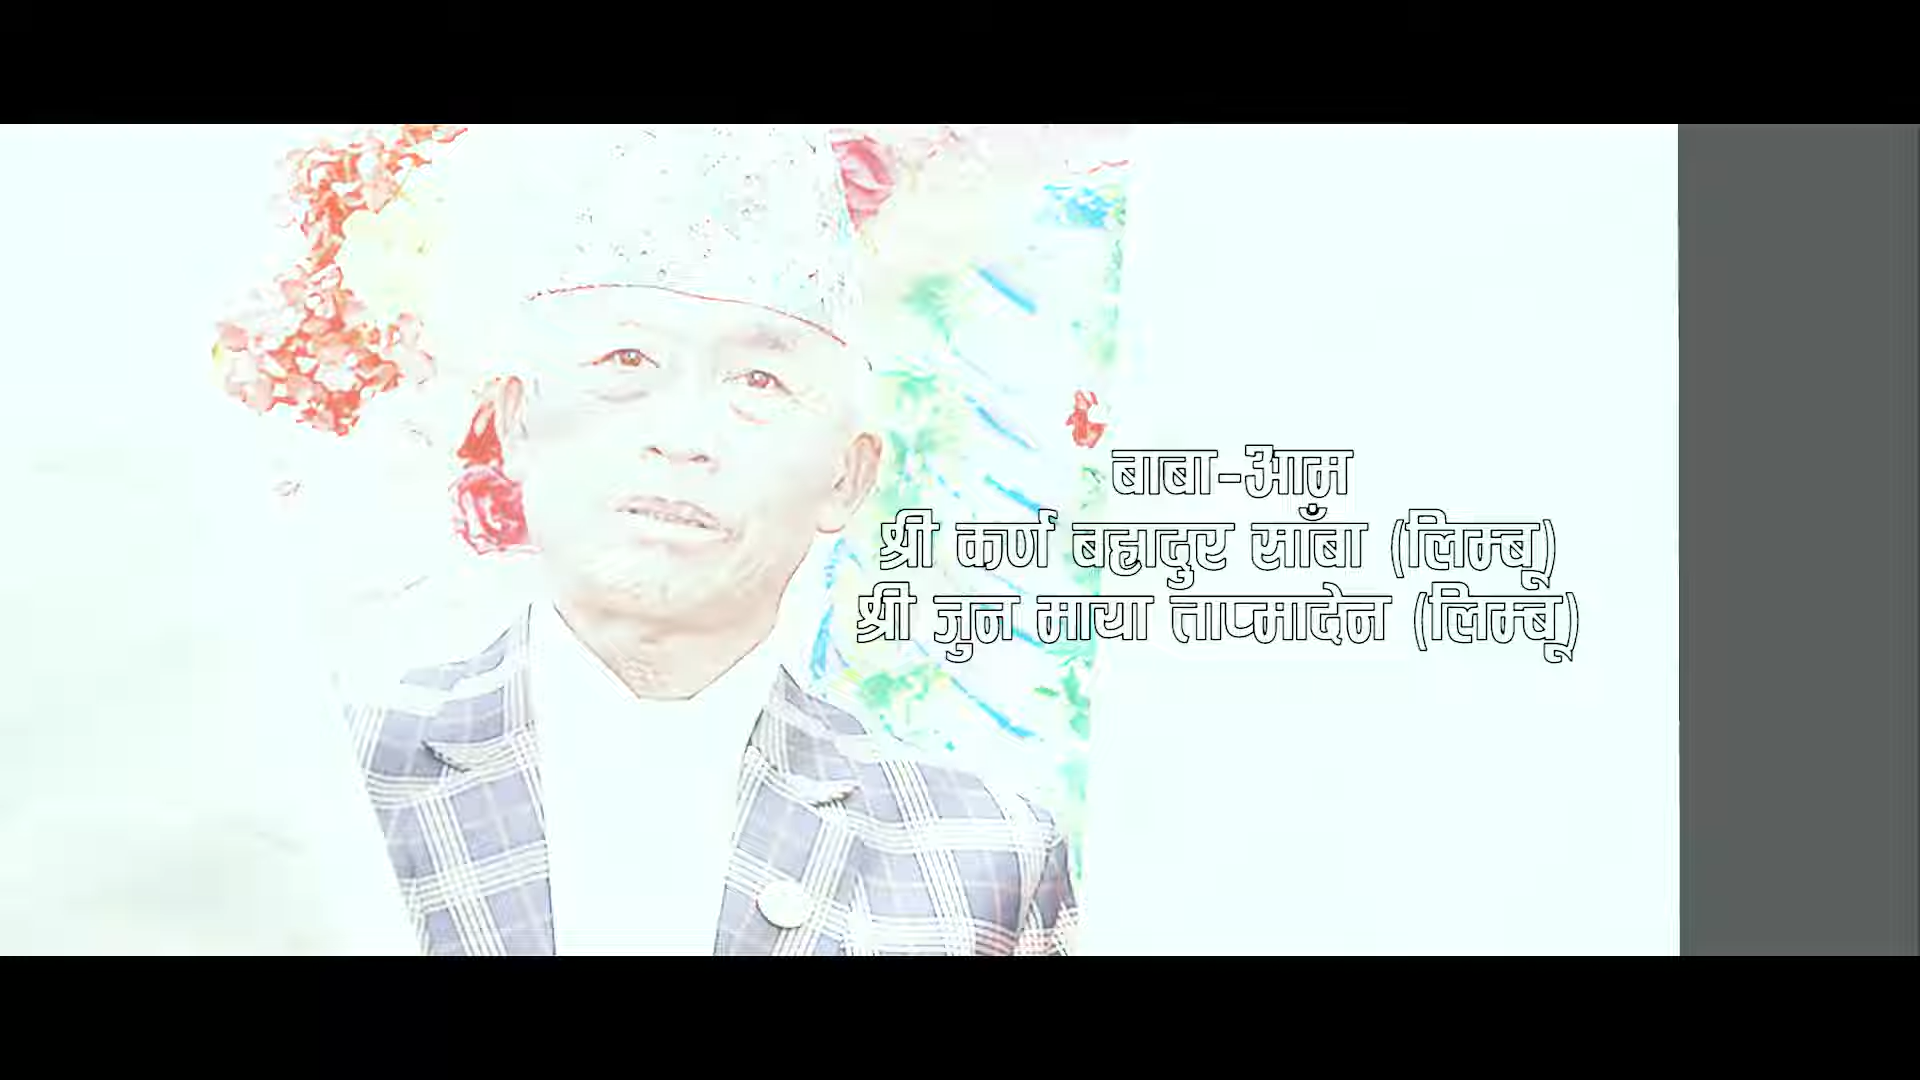 बाबा-आम
श्री कर्ण बहादुर साँबा (लिम्बू)
श्री जुन माया ताप्मादेन (लिम्बू)